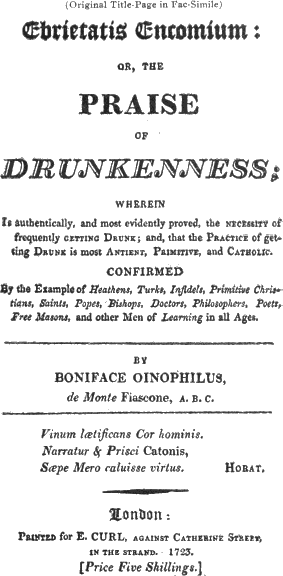 (Original Title-Page in Fac-Simile)
Ebrietatis Encomium:
OR, THE
PRAISE
OF
DRUNKENNESS;
WHEREIN
Is authentically, and most evidently proved, the NECESSITY of
frequently GETTING DRUNK; and, that the PRACTICE of get-
ting DRUNK is most ANTIENT, PRIMITIVE, and CATHOLIC.
CONFIRMED
By the Example of Heathens, Turks, Infidels, Primitive Chris-
tians, Saints, Popes, Bishops, Doctors, Philosophers, Poets,
Free Masons, and other Men of Learning in all Ages.
BY
BONIFACE OINOPHILUS,
de Monte Fiascone, A. B. C.
Vinum lætificans Cor hominis.
Narratur & Prisci Catonis,
Sæpe Mero caluisse virtus. HORAT.
London:
PRINTED for E. CURL, AGAINST CATHERINE STREET,
IN THE STRAND. 1723.
[Price Five Shillings.]